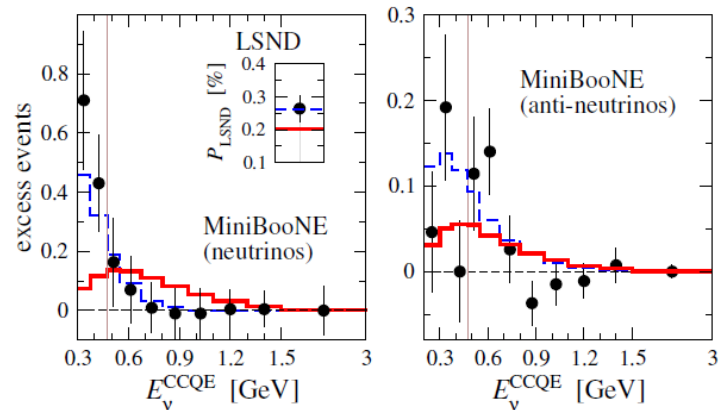 excess events
0.8
0.6
0.4
0.2
0
LSND
P_LSND [%]
0.4
0.3
0.2
0.1
MiniBooNE
(neutrinos)
0.3 0.6 0.9 1.2 1.5 3
E_ν^CCQE [GeV]
0.3
0.2
0.1
0
MiniBooNE
(anti-neutrinos)
0.3 0.6 0.9 1.2 1.5 3
E_ν^CCQE [GeV]